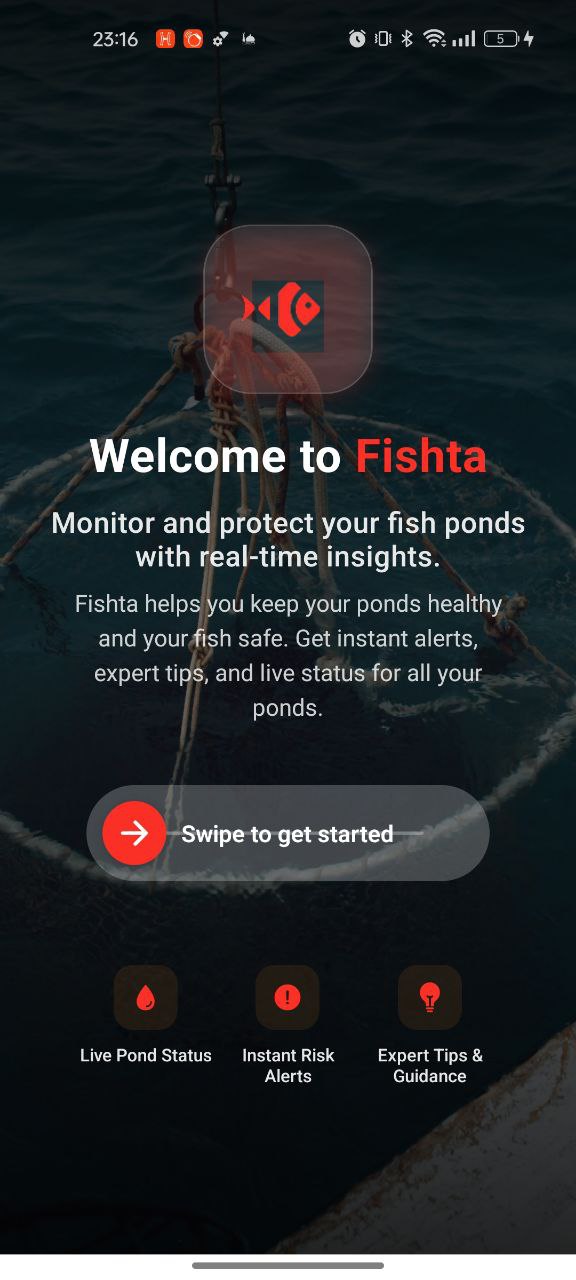 23:16
5
Welcome to Fishta
Monitor and protect your fish ponds
with real-time insights.
Fishta helps you keep your ponds healthy
and your fish safe. Get instant alerts,
expert tips, and live status for all your
ponds.
Swipe to get started
Live Pond Status
Instant Risk
Alerts
Expert Tips &
Guidance